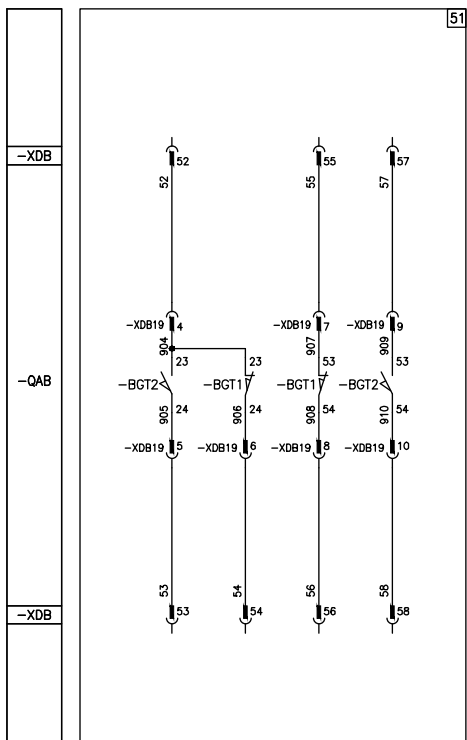 51
-XDB 52 55 57
52 55 57
-XDB19 4 -XDB19 7 -XDB19 9
904 907 909
23 23 53 53
-QAB -BGT2 -BGT1 -BGT1 -BGT2
905 24 906 24 908 54 910 54
-XDB19 5 -XDB19 6 -XDB19 8 -XDB19 10
53 54 56 58
-XDB 53 54 56 58